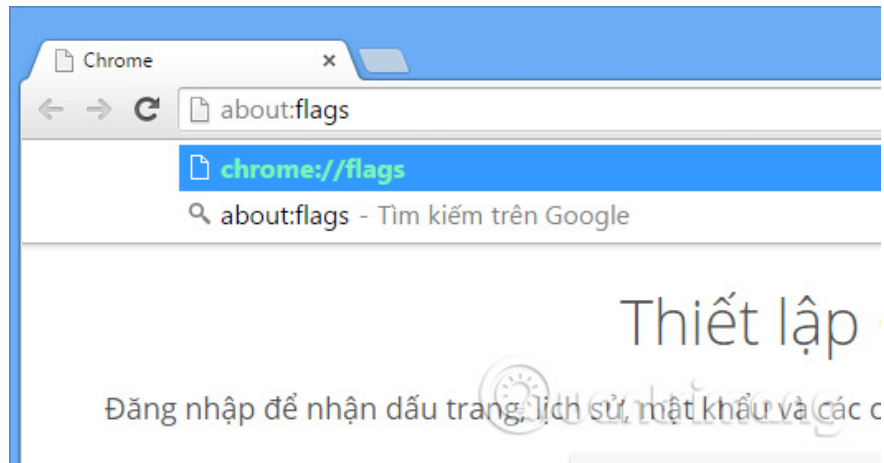 Chrome
about:flags
chrome://flags
about:flags - Tìm kiếm trên Google
Thiết lập
Đăng nhập để nhận dấu trang, lịch sử, mật khẩu và các
uantrimang